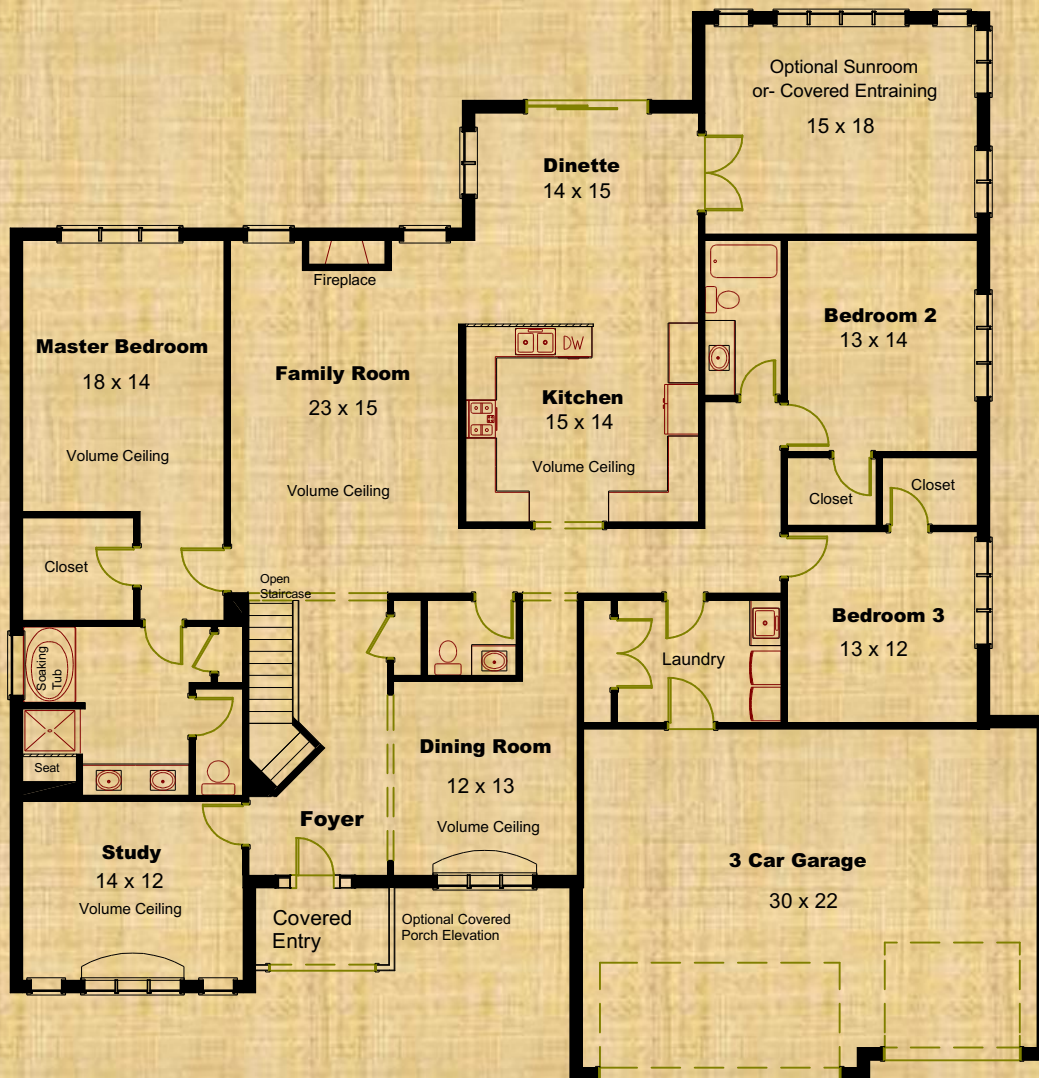 Optional Sunroom
or- Covered Entraining
15 x 18
Dinette
14 x 15
Fireplace
Master Bedroom
18 x 14
Volume Ceiling
Family Room
23 x 15
Volume Ceiling
DW
Kitchen
15 x 14
Volume Ceiling
Bedroom 2
13 x 14
Closet
Closet
Closet
Open
Staircase
Bedroom 3
13 x 12
Soaking
Tub
Laundry
Seat
Dining Room
12 x 13
Volume Ceiling
Foyer
Study
14 x 12
Volume Ceiling
3 Car Garage
30 x 22
Covered
Entry
Optional Covered
Porch Elevation